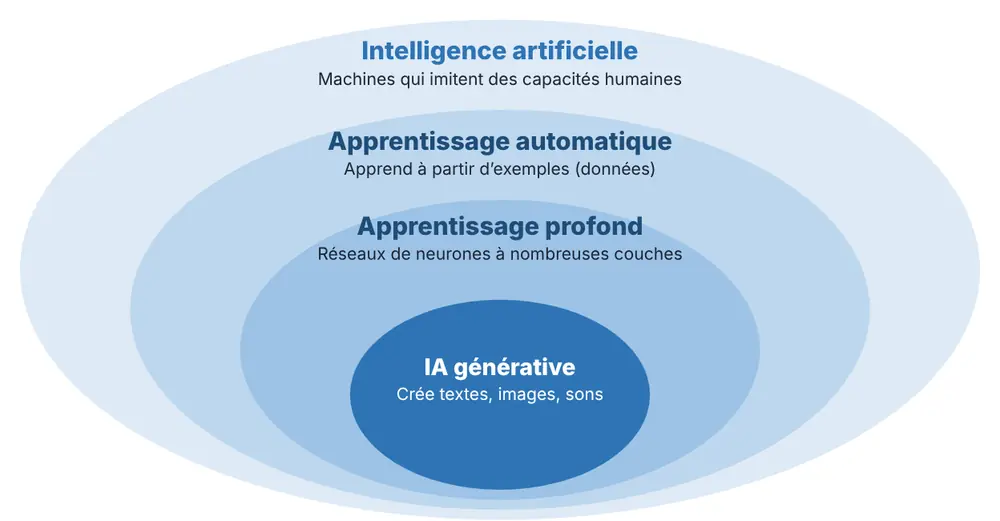 Intelligence artificielle
Machines qui imitent des capacités humaines
Apprentissage automatique
Apprend à partir d’exemples (données)
Apprentissage profond
Réseaux de neurones à nombreuses couches
IA générative
Crée textes, images, sons